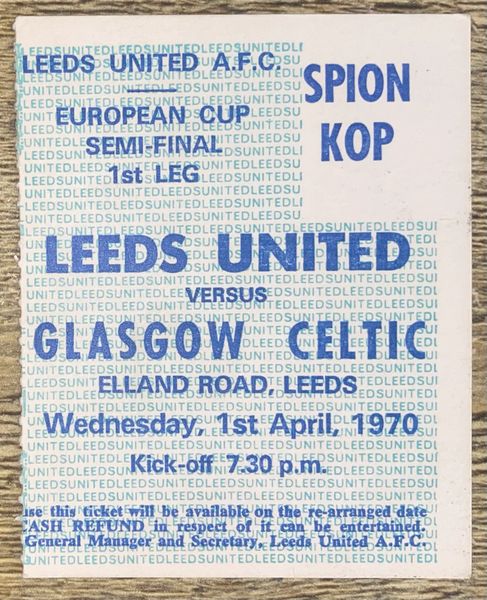 LEEDS UNITED A.F.C.
EUROPEAN CUP
SEMI-FINAL
1st LEG
SPION
KOP
LEEDS UNITED
VERSUS
GLASGOW CELTIC
ELLAND ROAD, LEEDS
Wednesday, 1st April, 1970
Kick-off 7.30 p.m.
use this ticket will be available on the re-arranged date
CASH REFUND in respect of it can be entertained.
General Manager and Secretary, Leeds United A.F.C.